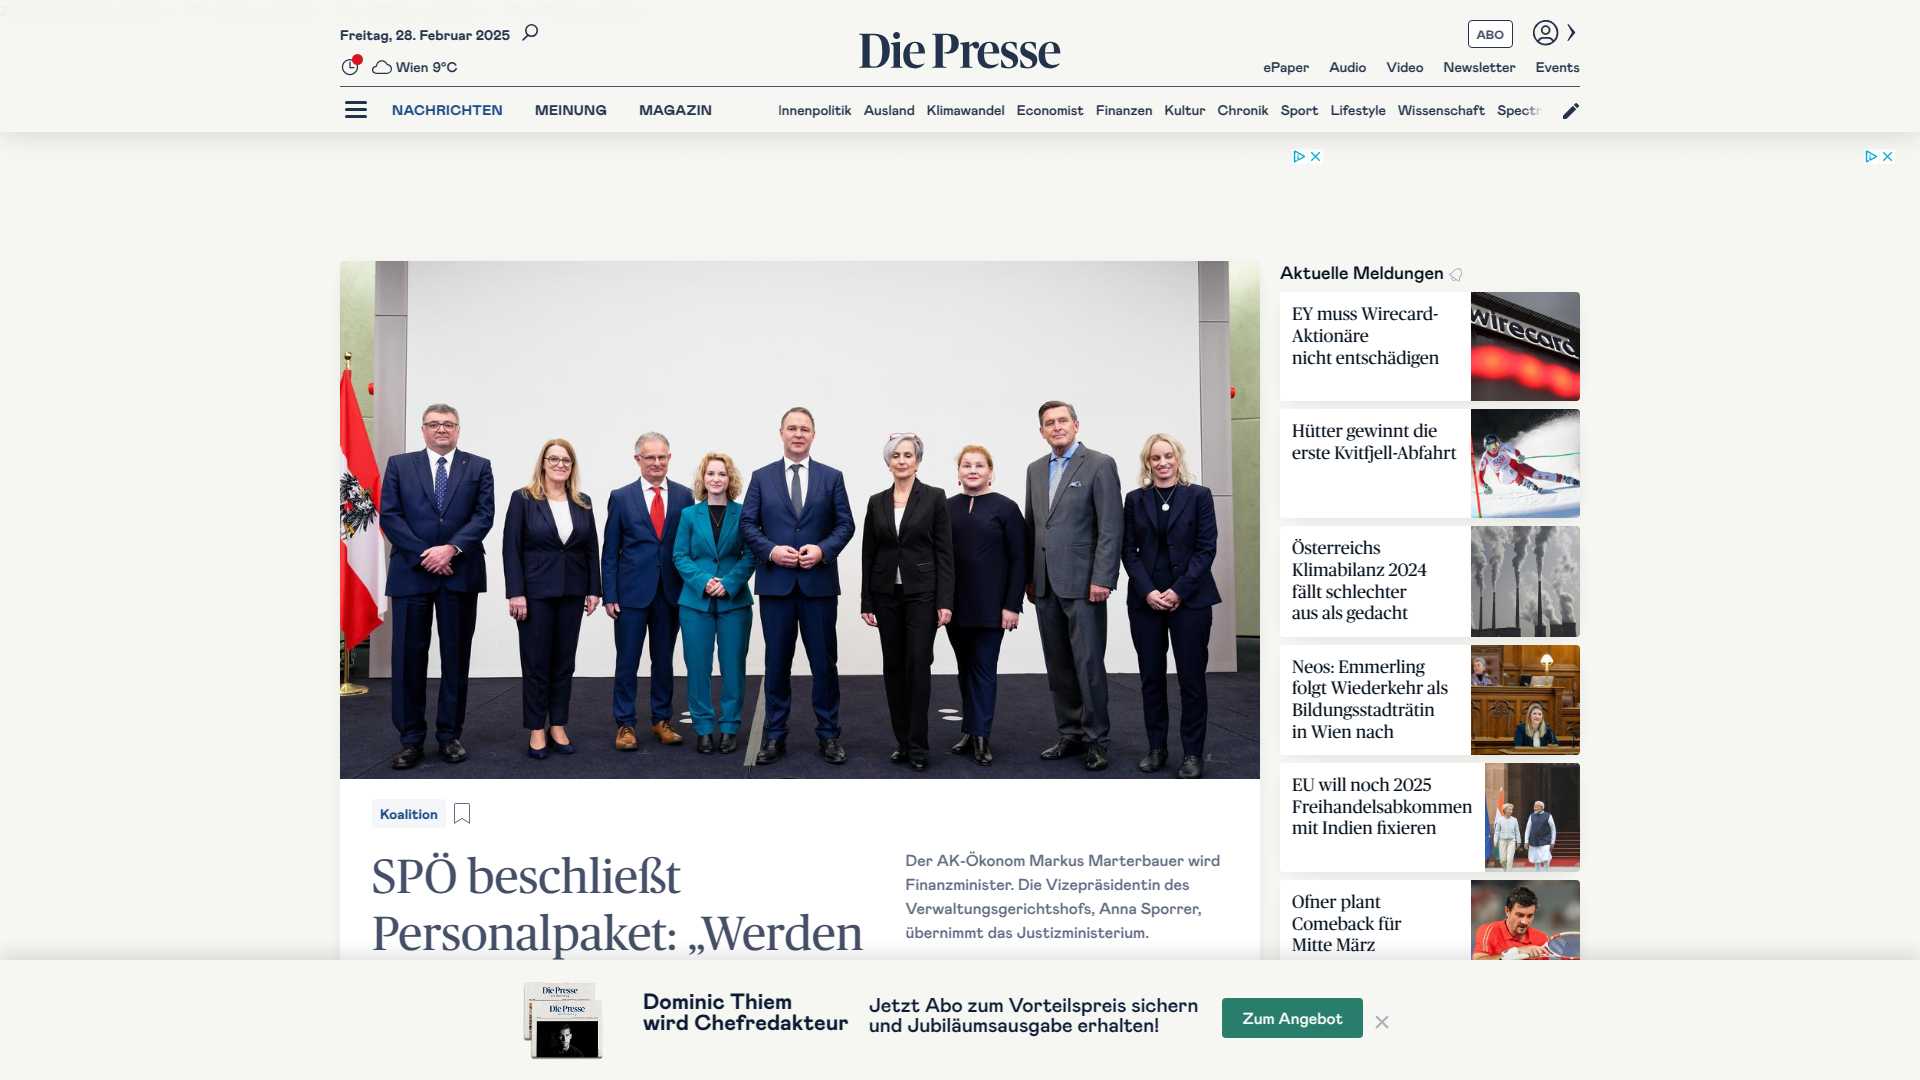 Freitag, 28. Februar 2025
Wien 9°C
Die Presse
ABO
ePaper Audio Video Newsletter Events
NACHRICHTEN MEINUNG MAGAZIN
Innenpolitik Ausland Klimawandel Economist Finanzen Kultur Chronik Sport Lifestyle Wissenschaft Spectr
Koalition
SPÖ beschließt
Personalpaket: „Werden
Der AK-Ökonom Markus Marterbauer wird
Finanzminister. Die Vizepräsidentin des
Verwaltungsgerichtshofs, Anna Sporrer,
übernimmt das Justizministerium.
Aktuelle Meldungen
EY muss Wirecard-
Aktionäre
nicht entschädigen
wirecard
Hütter gewinnt die
erste Kvitfjell-Abfahrt
Österreichs
Klimabilanz 2024
fällt schlechter
aus als gedacht
Neos: Emmerling
folgt Wiederkehr als
Bildungsstadträtin
in Wien nach
EU will noch 2025
Freihandelsabkommen
mit Indien fixieren
Ofner plant
Comeback für
Mitte März
Die Presse
Die Presse
Dominic Thiem
wird Chefredakteur
Jetzt Abo zum Vorteilspreis sichern
und Jubiläumsausgabe erhalten!
Zum Angebot